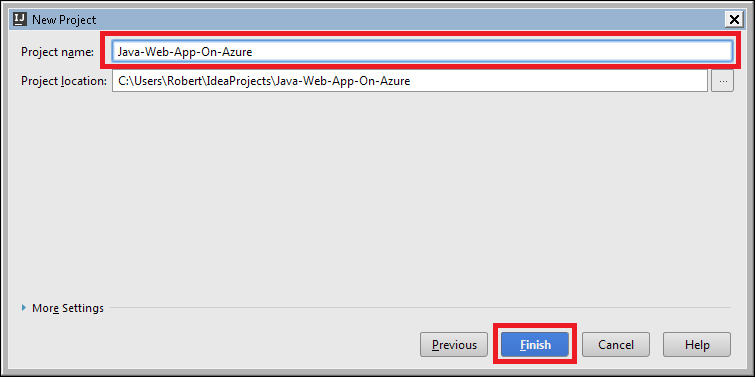 IJ New Project
Project name: Java-Web-App-On-Azure
Project location: C:\Users\Robert\IdeaProjects\Java-Web-App-On-Azure ...
More Settings
Previous Finish Cancel Help